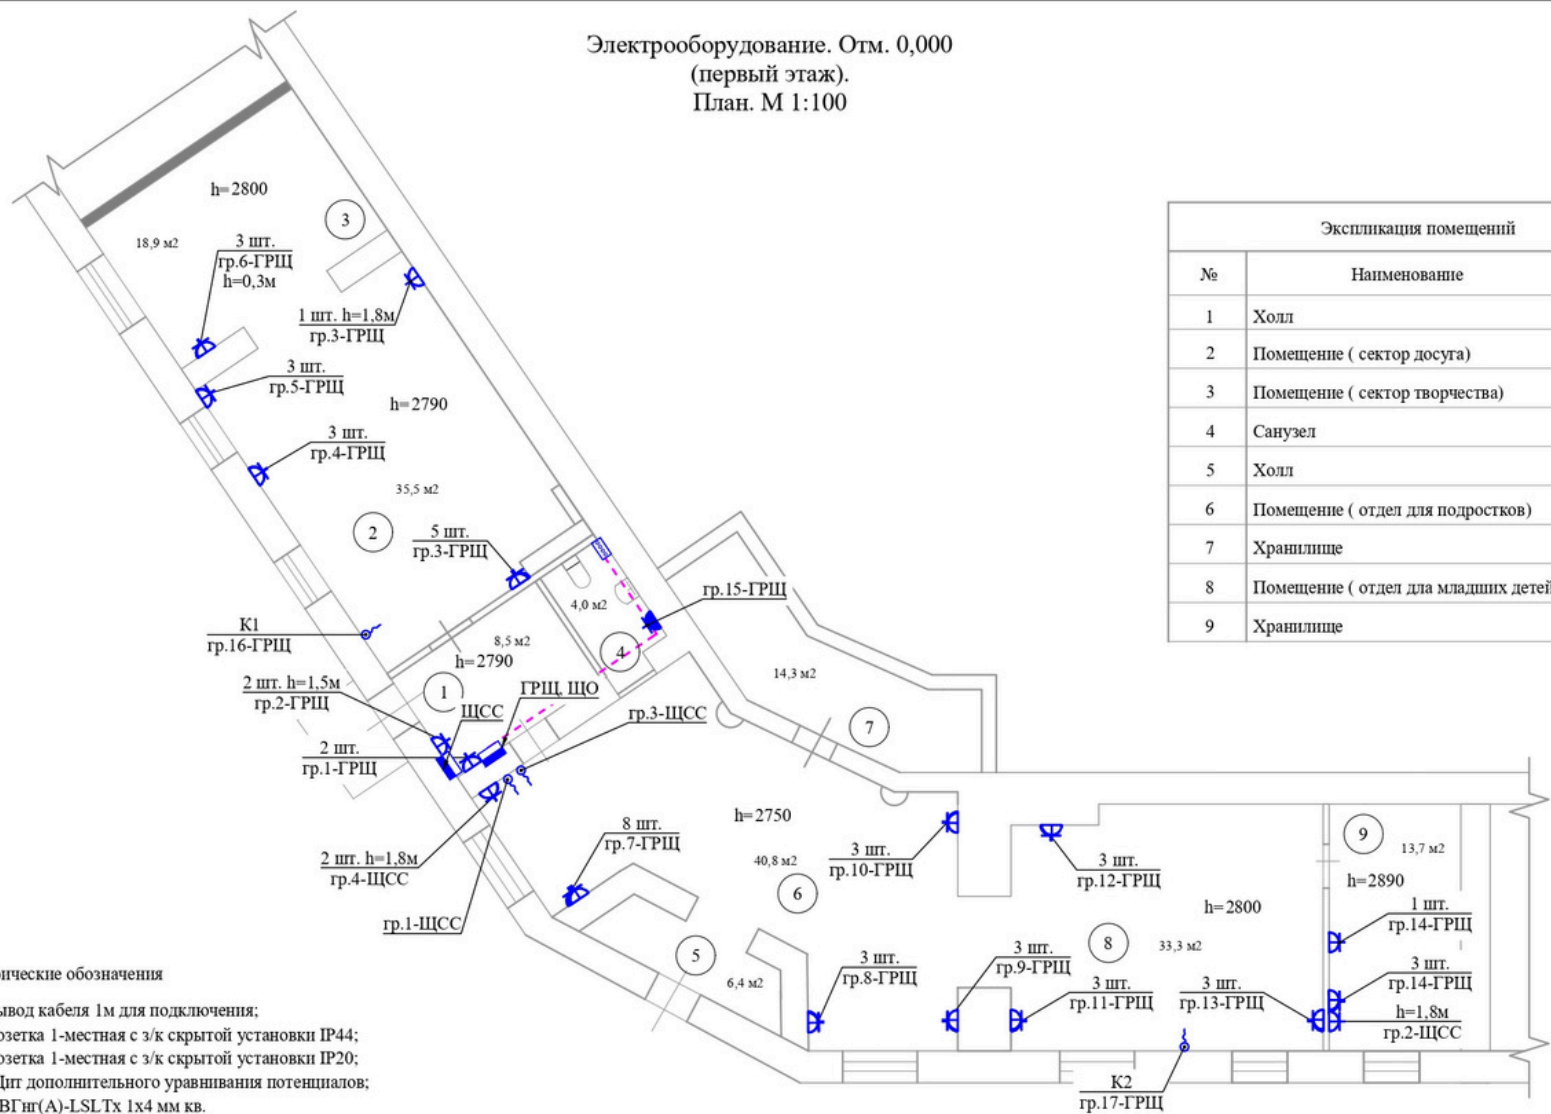 Электрооборудование. Отм. 0,000
(первый этаж).
План. М 1:100
h=2800
3
18,9 м2
3 шт.
гр.6-ГРЩ
h=0,3м
1 шт. h=1,8м
гр.3-ГРЩ
3 шт.
гр.5-ГРЩ
h=2790
3 шт.
гр.4-ГРЩ
35,5 м2
2
5 шт.
гр.3-ГРЩ
гр.15-ГРЩ
4,0 м2
К1
гр.16-ГРЩ
8,5 м2
h=2790
4
14,3 м2
2 шт. h=1,5м
гр.2-ГРЩ
1
ГРЩ, ЩО
ЩСС
гр.3-ЩСС
7
2 шт.
гр.1-ГРЩ
h=2750
8 шт.
гр.7-ГРЩ
2 шт. h=1,8м
гр.4-ЩСС
40,8 м2
6
3 шт.
гр.10-ГРЩ
3 шт.
гр.12-ГРЩ
9
13,7 м2
h=2890
гр.1-ЩСС
h=2800
1 шт.
гр.14-ГРЩ
5
6,4 м2
3 шт.
гр.8-ГРЩ
3 шт.
гр.9-ГРЩ
8
33,3 м2
3 шт.
гр.11-ГРЩ
3 шт.
гр.13-ГРЩ
3 шт.
гр.14-ГРЩ
h=1,8м
гр.2-ЩСС
К2
гр.17-ГРЩ
Экспликация помещений
№ Наименование
1 Холл
2 Помещение ( сектор досуга)
3 Помещение ( сектор творчества)
4 Санузел
5 Холл
6 Помещение ( отдел для подростков)
7 Хранилище
8 Помещение ( отдел дла младших детей
9 Хранилище
ические обозначения
ывод кабеля 1м для подключения;
озетка 1-местная с з/к скрытой установки IP44;
озетка 1-местная с з/к скрытой установки IP20;
Щит дополнительного уравнивания потенциалов;
ВГнг(А)-LSLTx 1х4 мм кв.